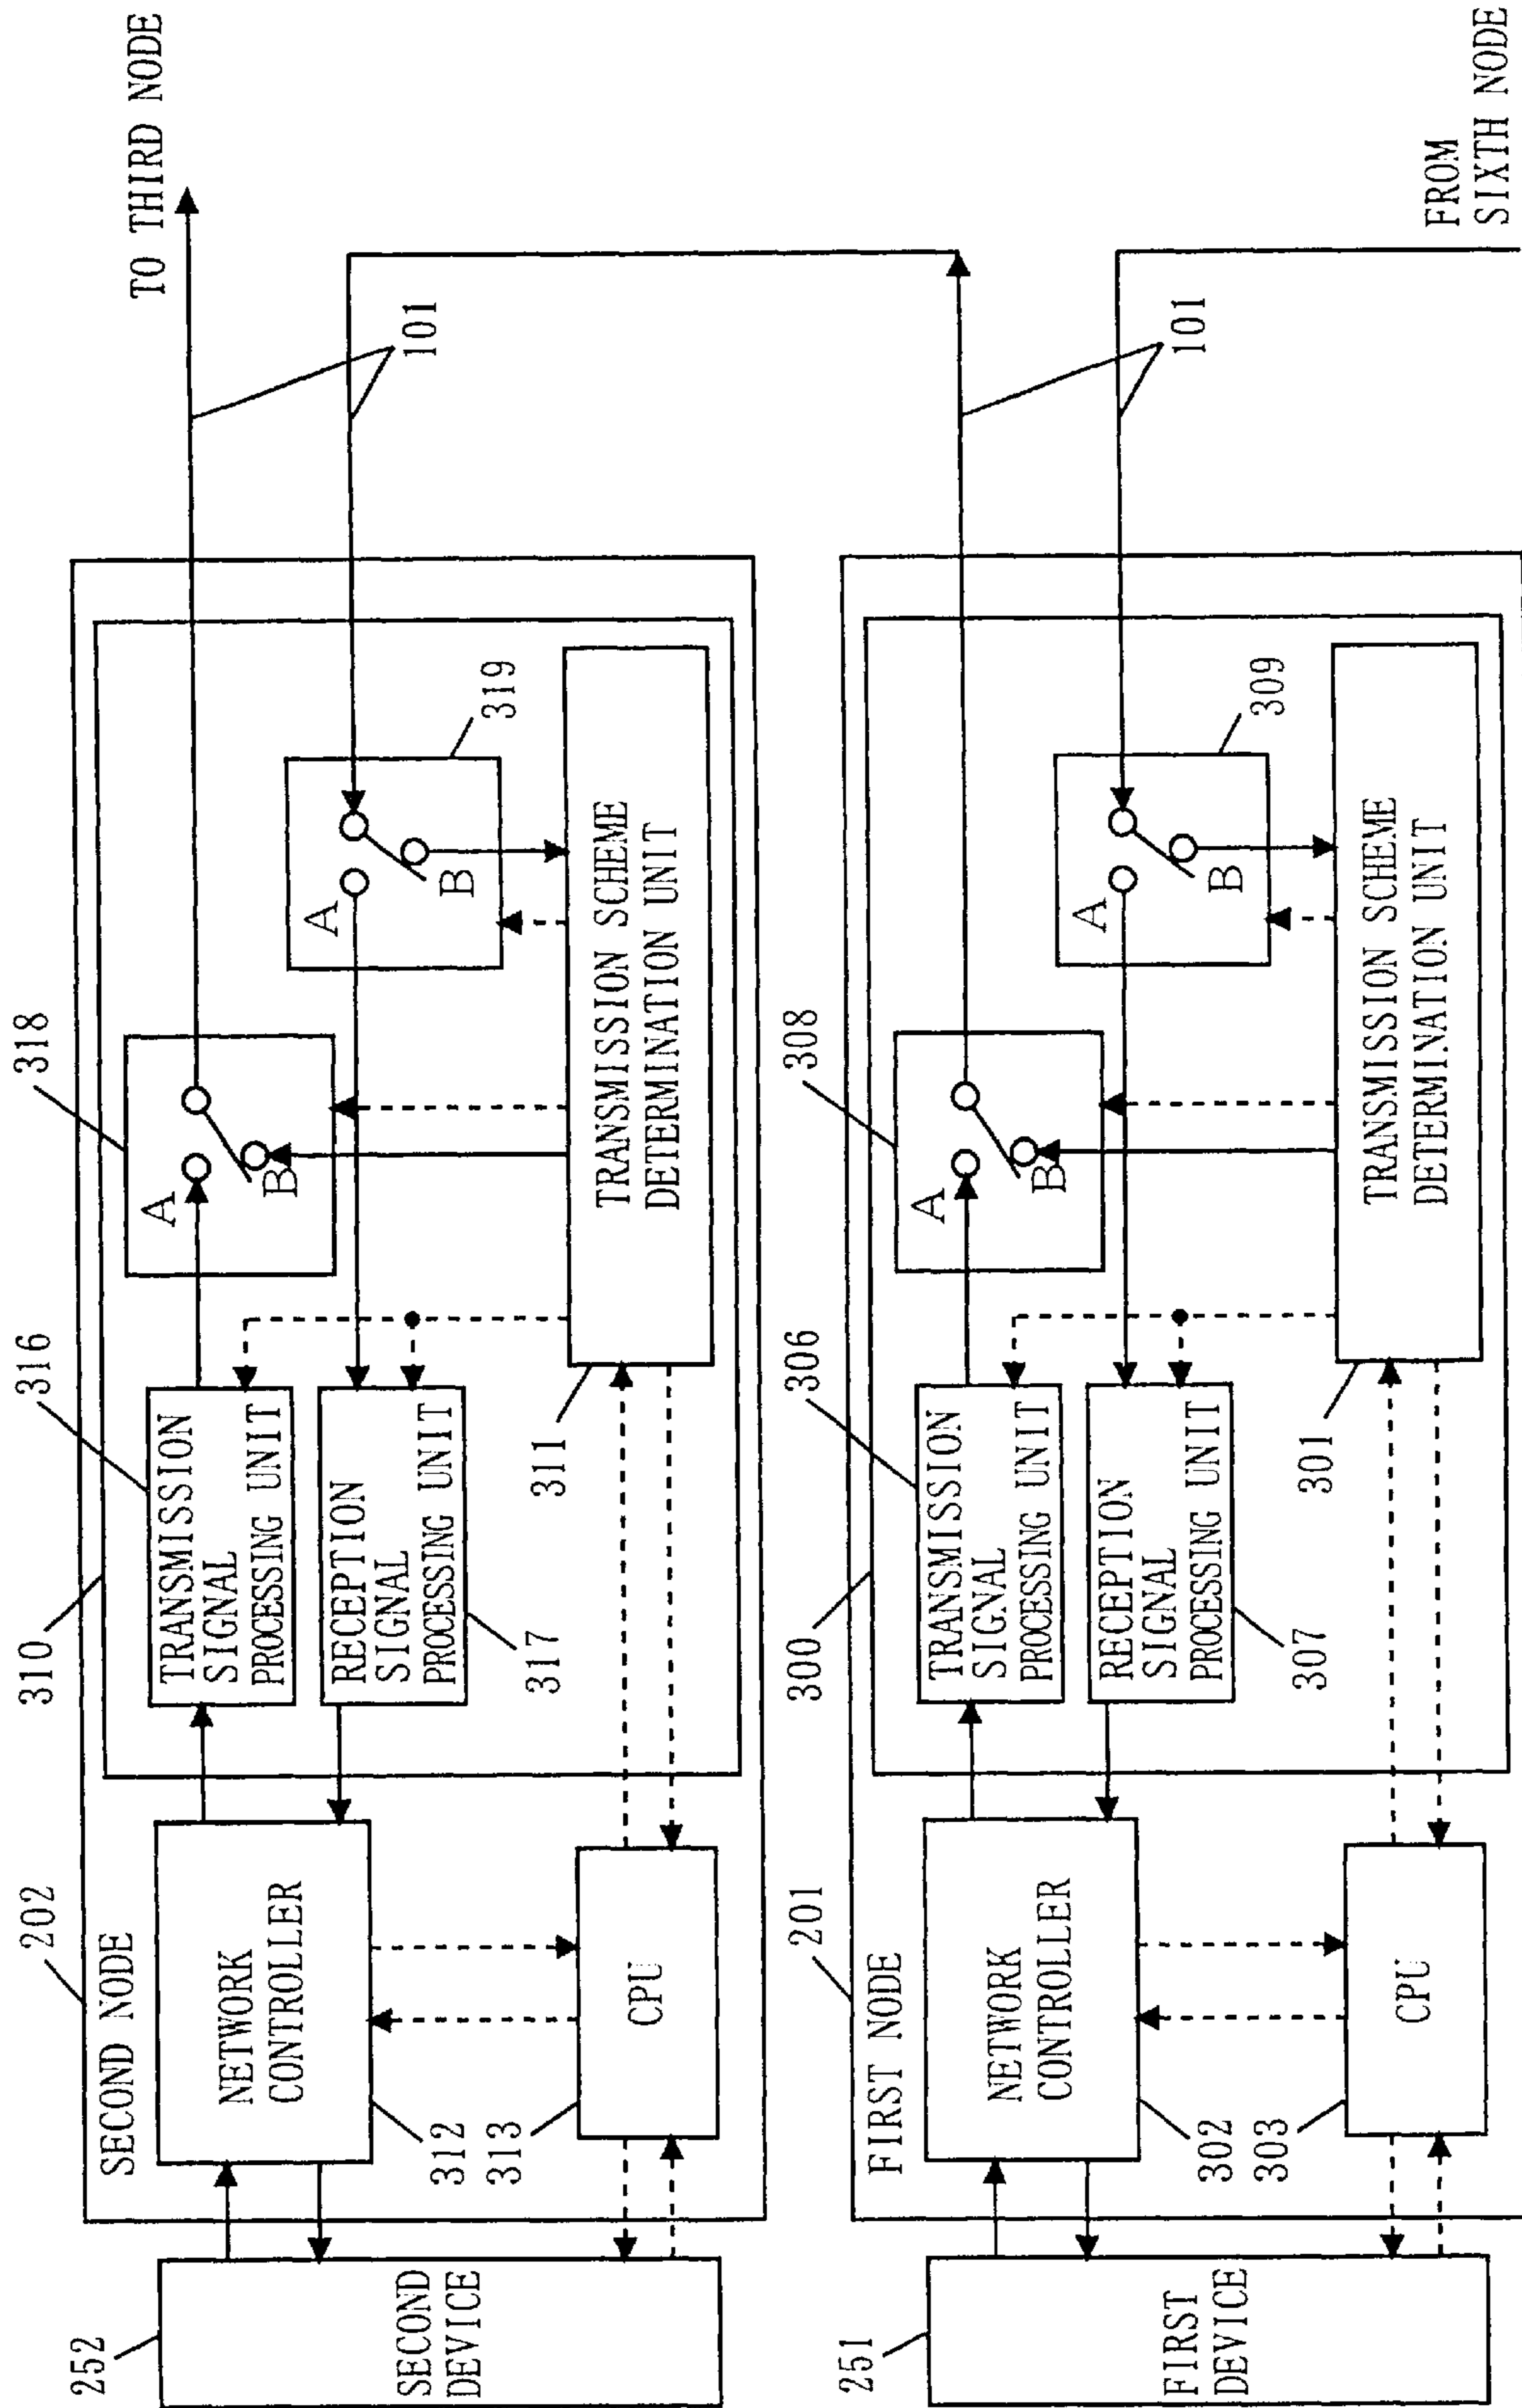 TO THIRD NODE
101
318
319
A
B
A
B
316
TRANSMISSION
SIGNAL
PROCESSING UNIT
RECEPTION
SIGNAL
PROCESSING UNIT
317
311
TRANSMISSION SCHEME
DETERMINATION UNIT
310
202
SECOND NODE
NETWORK
CONTROLLER
312
313
CPU
252
SECOND
DEVICE
FROM
SIXTH NODE
101
308
309
A
B
A
B
306
TRANSMISSION
SIGNAL
PROCESSING UNIT
RECEPTION
SIGNAL
PROCESSING UNIT
307
301
TRANSMISSION SCHEME
DETERMINATION UNIT
300
201
FIRST NODE
NETWORK
CONTROLLER
302
303
CPU
251
FIRST
DEVICE